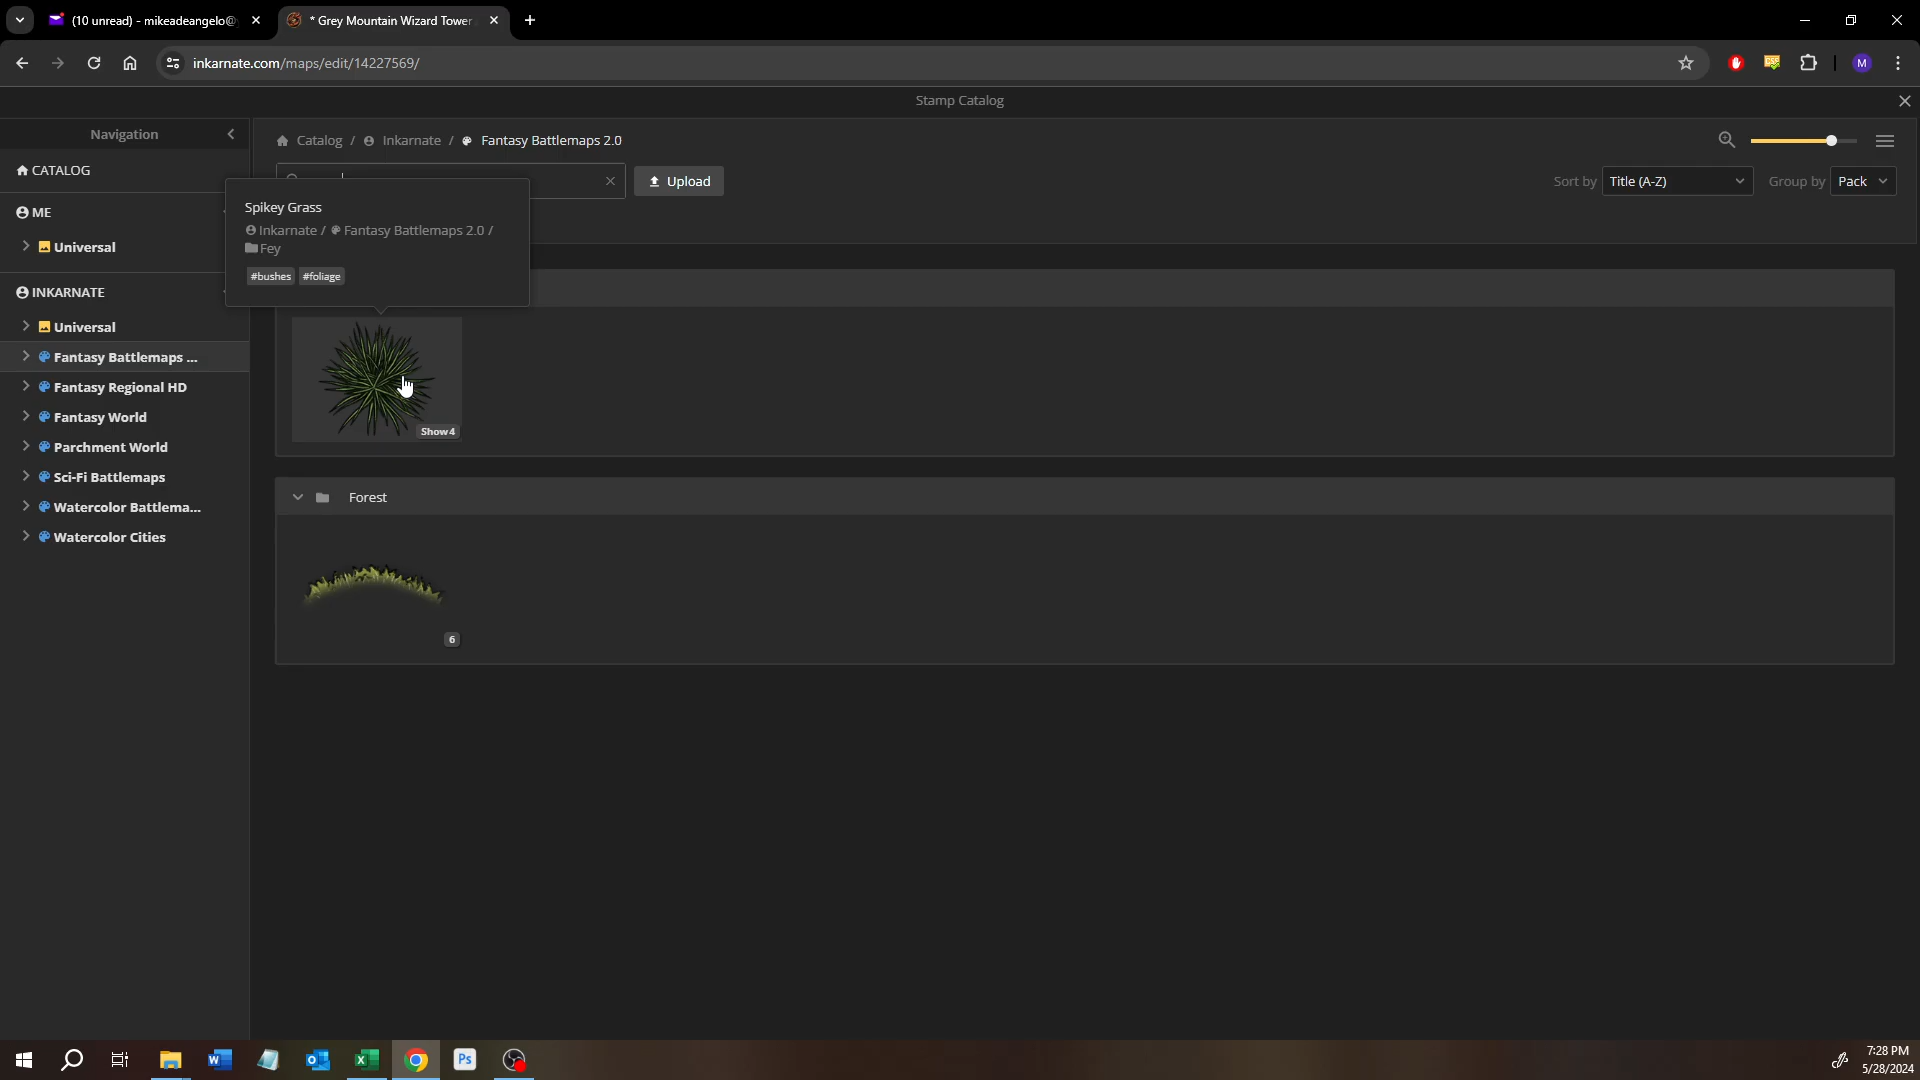 (10 unread) - mikeadeangelo@
* Grey Mountain Wizard Tower
inkarnate.com/maps/edit/14227569/
M
Stamp Catalog
Navigation
Catalog / Inkarnate / Fantasy Battlemaps 2.0
CATALOG
Upload
Sort by Title (A-Z)
Group by Pack
ME
Universal
Spikey Grass
Inkarnate / Fantasy Battlemaps 2.0 /
Fey
#bushes #foliage
INKARNATE
Universal
Fantasy Battlemaps ...
Fantasy Regional HD
Fantasy World
Parchment World
Sci-Fi Battlemaps
Watercolor Battlema...
Watercolor Cities
Show 4
Forest
6
7:28 PM
5/28/2024